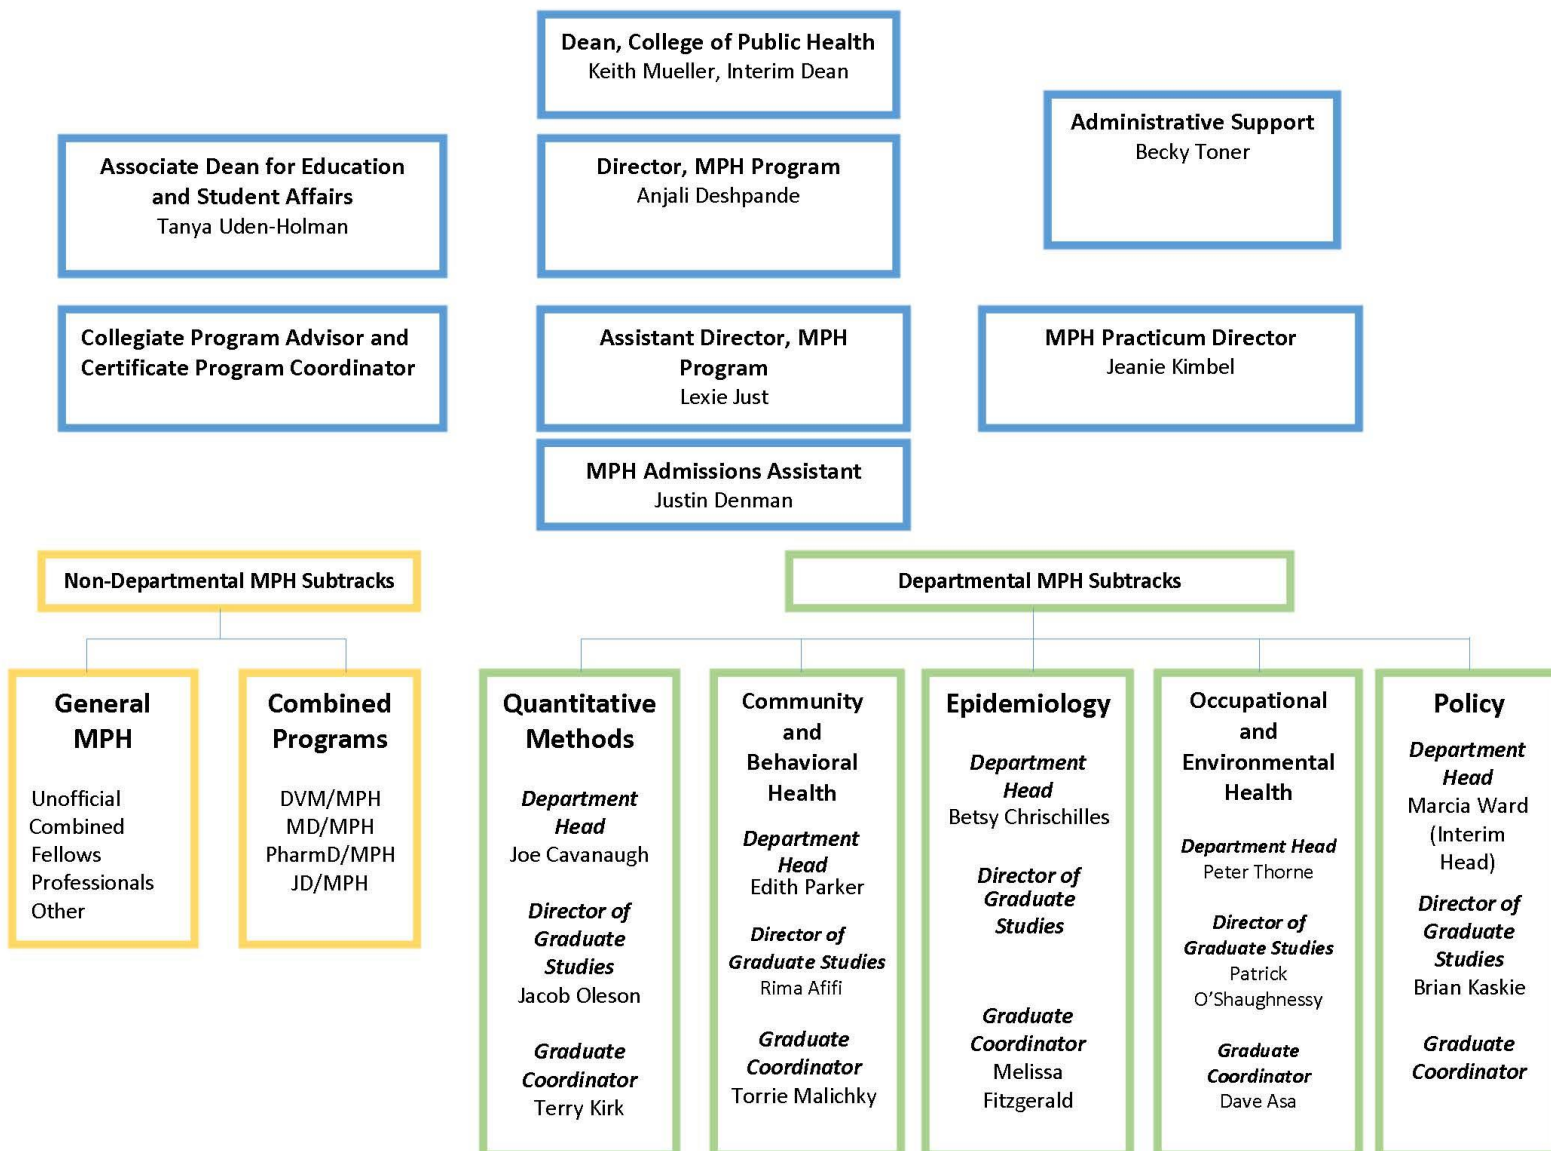 Dean, College of Public Health
Keith Mueller, Interim Dean
Administrative Support
Becky Toner
Associate Dean for Education
and Student Affairs
Tanya Uden-Holman
Director, MPH Program
Anjali Deshpande
Collegiate Program Advisor and
Certificate Program Coordinator
Assistant Director, MPH
Program
Lexie Just
MPH Practicum Director
Jeanie Kimbel
MPH Admissions Assistant
Justin Denman
Non-Departmental MPH Subtracks
Departmental MPH Subtracks
General
MPH
Unofficial
Combined
Fellows
Professionals
Other
Combined
Programs
DVM/MPH
MD/MPH
PharmD/MPH
JD/MPH
Quantitative
Methods
Department
Head
Joe Cavanaugh
Director of
Graduate
Studies
Jacob Oleson
Graduate
Coordinator
Terry Kirk
Community
and
Behavioral
Health
Department
Head
Edith Parker
Director of
Graduate Studies
Rima Afifi
Graduate
Coordinator
Torrie Malichky
Epidemiology
Department
Head
Betsy Chrischilles
Director of
Graduate
Studies
Graduate
Coordinator
Melissa
Fitzgerald
Occupational
and
Environmental
Health
Department Head
Peter Thorne
Director of
Graduate Studies
Patrick
O'Shaughnessy
Graduate
Coordinator
Dave Asa
Policy
Department
Head
Marcia Ward
(Interim
Head)
Director of
Graduate
Studies
Brian Kaskie
Graduate
Coordinator